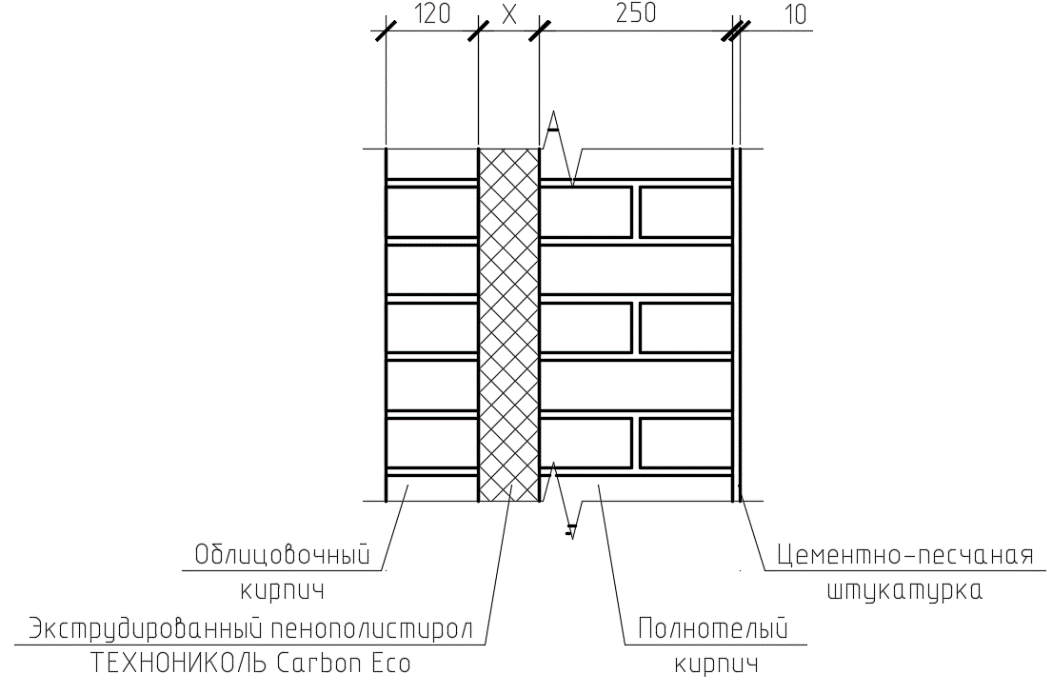 120 X 250 10
Облицовочный
кирпич
Цементно-песчаная
штукатурка
Экструдированный пенополистирол
ТЕХНОНИКОЛЬ Carbon Eco
Полнотелый
кирпич